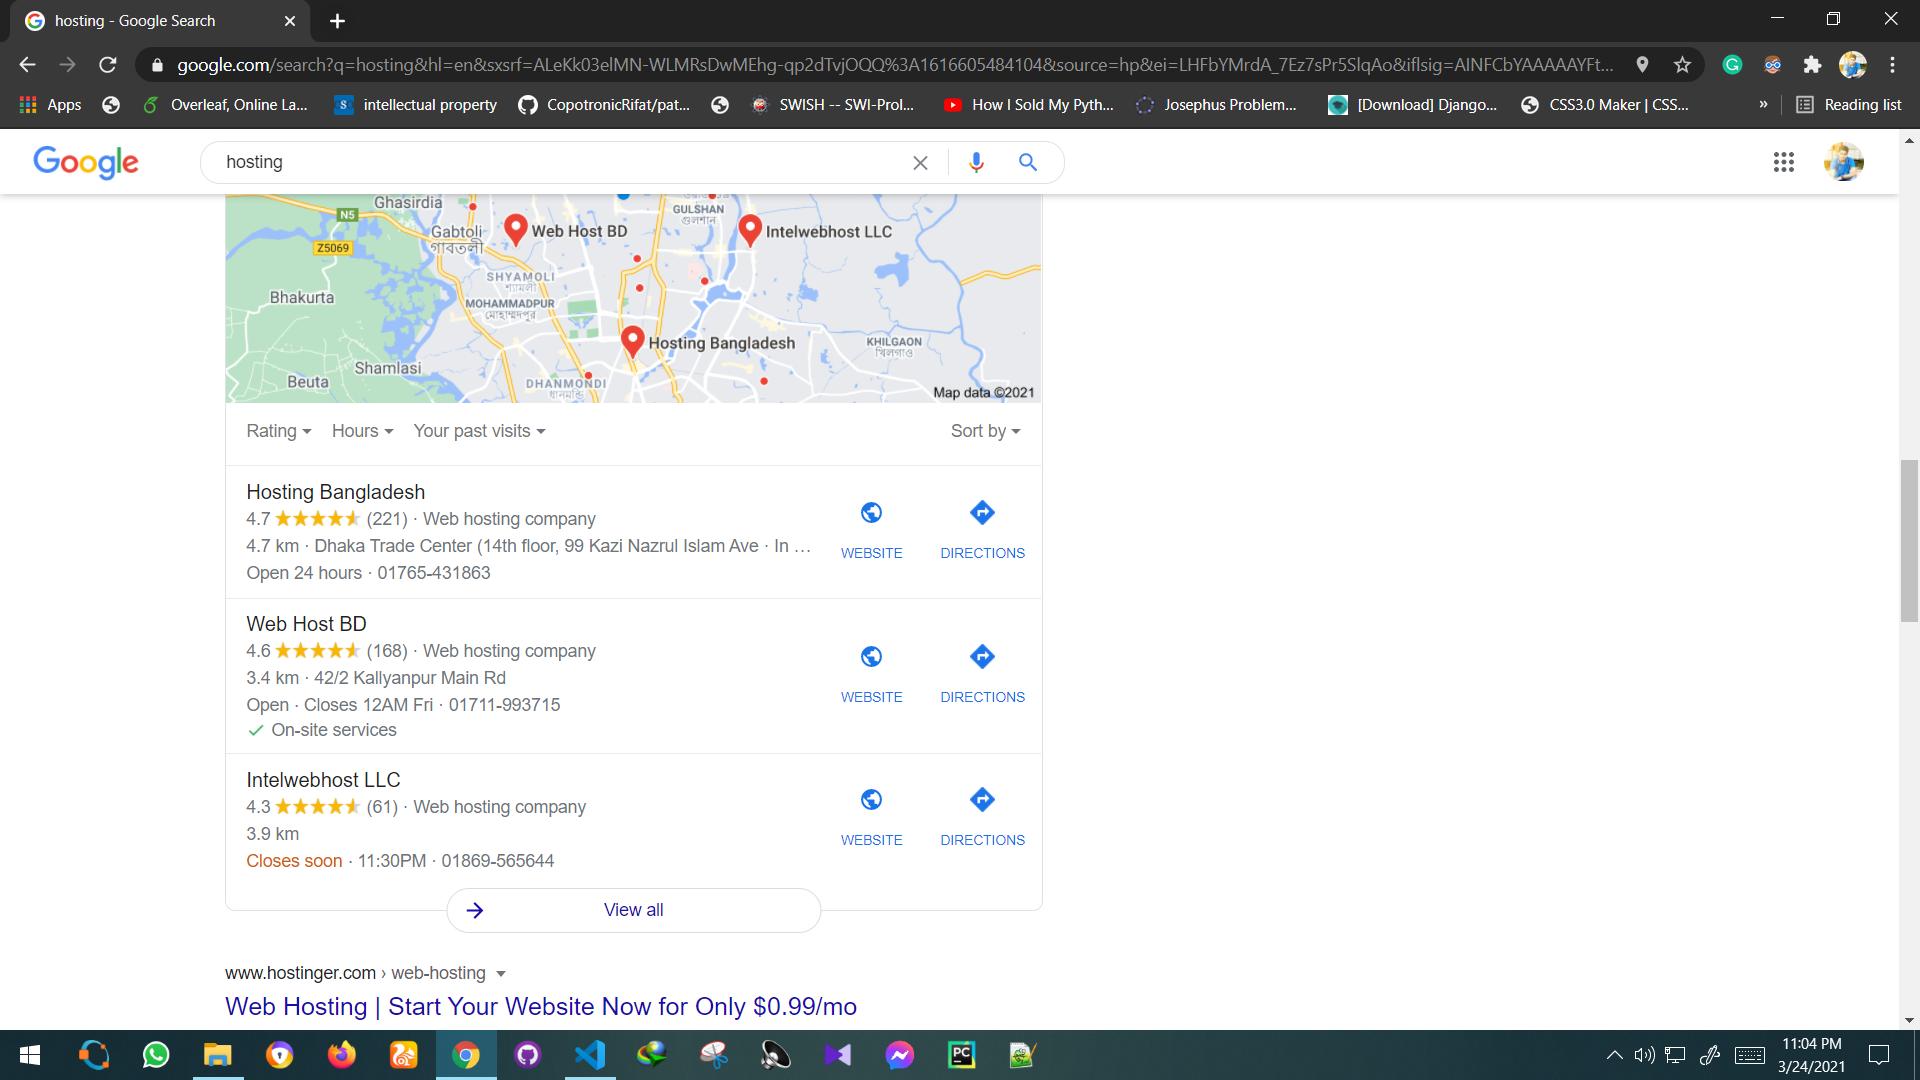 hosting - Google Search
google.com/search?q=hosting&hl=en&sxsrf=ALeKk03elMN-WLMRsDwMEhg-qp2dTvjOQQ%3A1616605484104&source=hp&ei=LHFbYMrdA_7Ez7sPr5SlqAo&iflsig=AINFCbYAAAAAYFt...
Apps Overleaf, Online La... intellectual property CopotronicRifat/pat... SWISH -- SWI-Prol... How I Sold My Pyth... Josephus Problem... [Download] Django... CSS3.0 Maker | CSS... » Reading list
Google hosting
Ghasirdia
N5
GULSHAN
গুলশান
Gabtoli
গাবতলী
Web Host BD
Intelwebhost LLC
Z5069
SHYAMOLI
শ্যামলী
Bhakurta
MOHAMMADPUR
মোহাম্মদপুর
Hosting Bangladesh
KHILGAON
খিলগাও
Shamlasi
Beuta
DHANMONDI
ধানমন্ডি
Map data ©2021
Rating Hours Your past visits Sort by
Hosting Bangladesh
4.7 (221) · Web hosting company
4.7 km · Dhaka Trade Center (14th floor, 99 Kazi Nazrul Islam Ave · In ...
Open 24 hours · 01765-431863
WEBSITE DIRECTIONS
Web Host BD
4.6 (168) · Web hosting company
3.4 km · 42/2 Kallyanpur Main Rd
Open · Closes 12AM Fri · 01711-993715
On-site services
WEBSITE DIRECTIONS
Intelwebhost LLC
4.3 (61) · Web hosting company
3.9 km
Closes soon · 11:30PM · 01869-565644
WEBSITE DIRECTIONS
View all
www.hostinger.com › web-hosting
Web Hosting | Start Your Website Now for Only $0.99/mo
PC
11:04 PM
3/24/2021